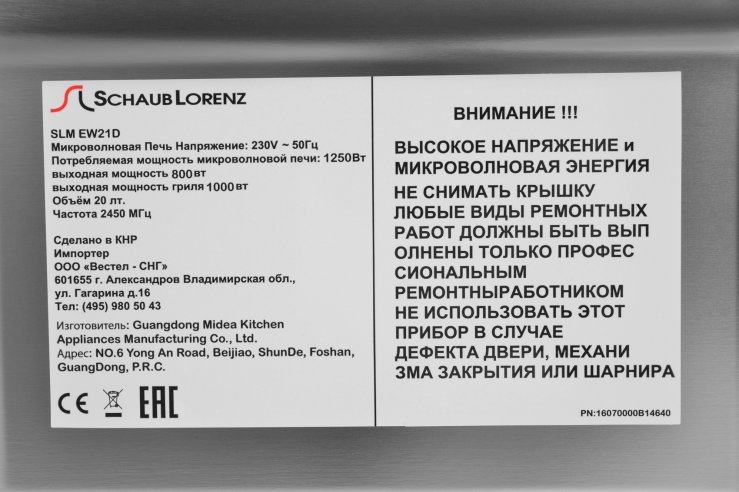 SCHAUB LORENZ
SLM EW21D
Микроволновая Печь Напряжение: 230V ~ 50Гц
Потребляемая мощность микроволновой печи: 1250Вт
выходная мощность 800вт
выходная мощность гриля 1000вт
Объём 20 лт.
Частота 2450 МГц
Сделано в КНР
Импортер
ООО «Вестел - СНГ»
601655 г. Александров Владимирская обл.,
ул. Гагарина д.16
Тел: (495) 980 50 43
Изготовитель: Guangdong Midea Kitchen
Appliances Manufacturing Co., Ltd.
Адрес: NO.6 Yong An Road, Beijiao, ShunDe, Foshan,
GuangDong, P.R.C.
CE EAC
ВНИМАНИЕ !!!
ВЫСОКОЕ НАПРЯЖЕНИЕ и
МИКРОВОЛНОВАЯ ЭНЕРГИЯ
НЕ СНИМАТЬ КРЫШКУ
ЛЮБЫЕ ВИДЫ РЕМОНТНЫХ
РАБОТ ДОЛЖНЫ БЫТЬ ВЫП
ОЛНЕНЫ ТОЛЬКО ПРОФЕС
СИОНАЛЬНЫМ
РЕМОНТНЫРАБОТНИКОМ
НЕ ИСПОЛЬЗОВАТЬ ЭТОТ
ПРИБОР В СЛУЧАЕ
ДЕФЕКТА ДВЕРИ, МЕХАНИ
ЗМА ЗАКРЫТИЯ ИЛИ ШАРНИРА
PN:16070000B14640